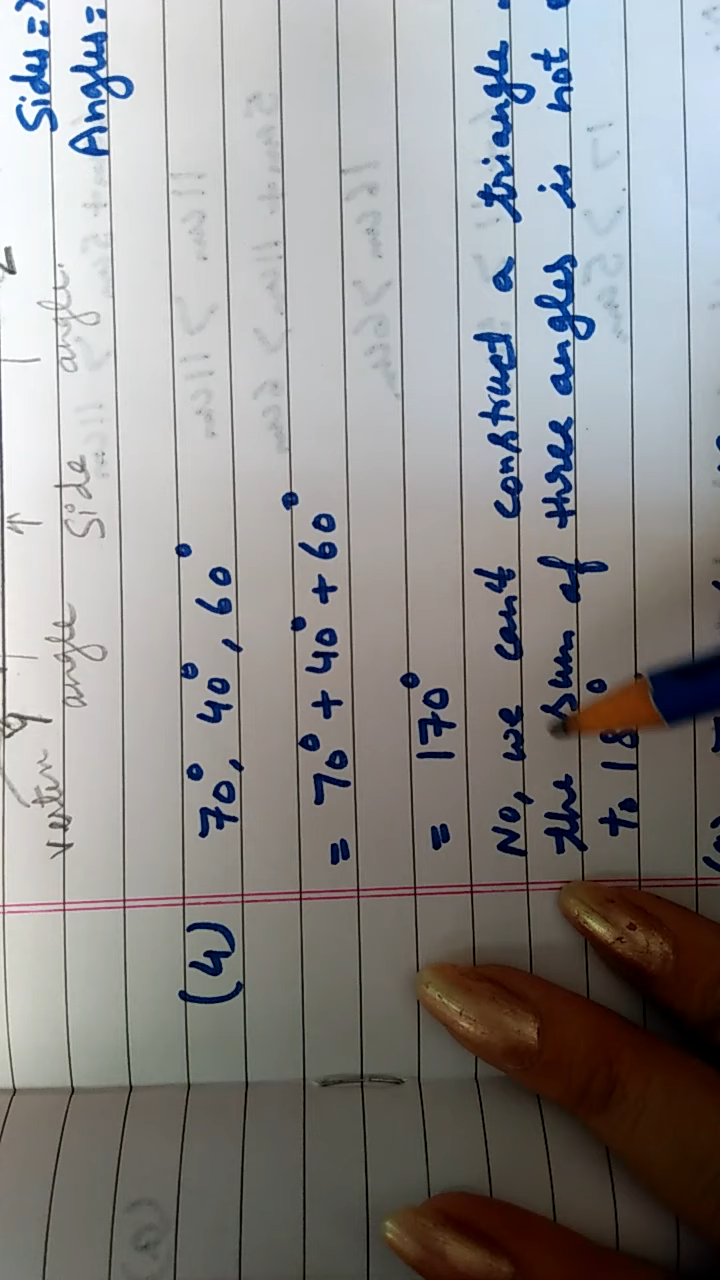 Sides =
Angles =
angle side angle.
vertex
(4) 70°, 40°, 60°
= 70° + 40° + 60°
= 170°
No, we can't construct a triangle.
the sum of three angles is not
to 18